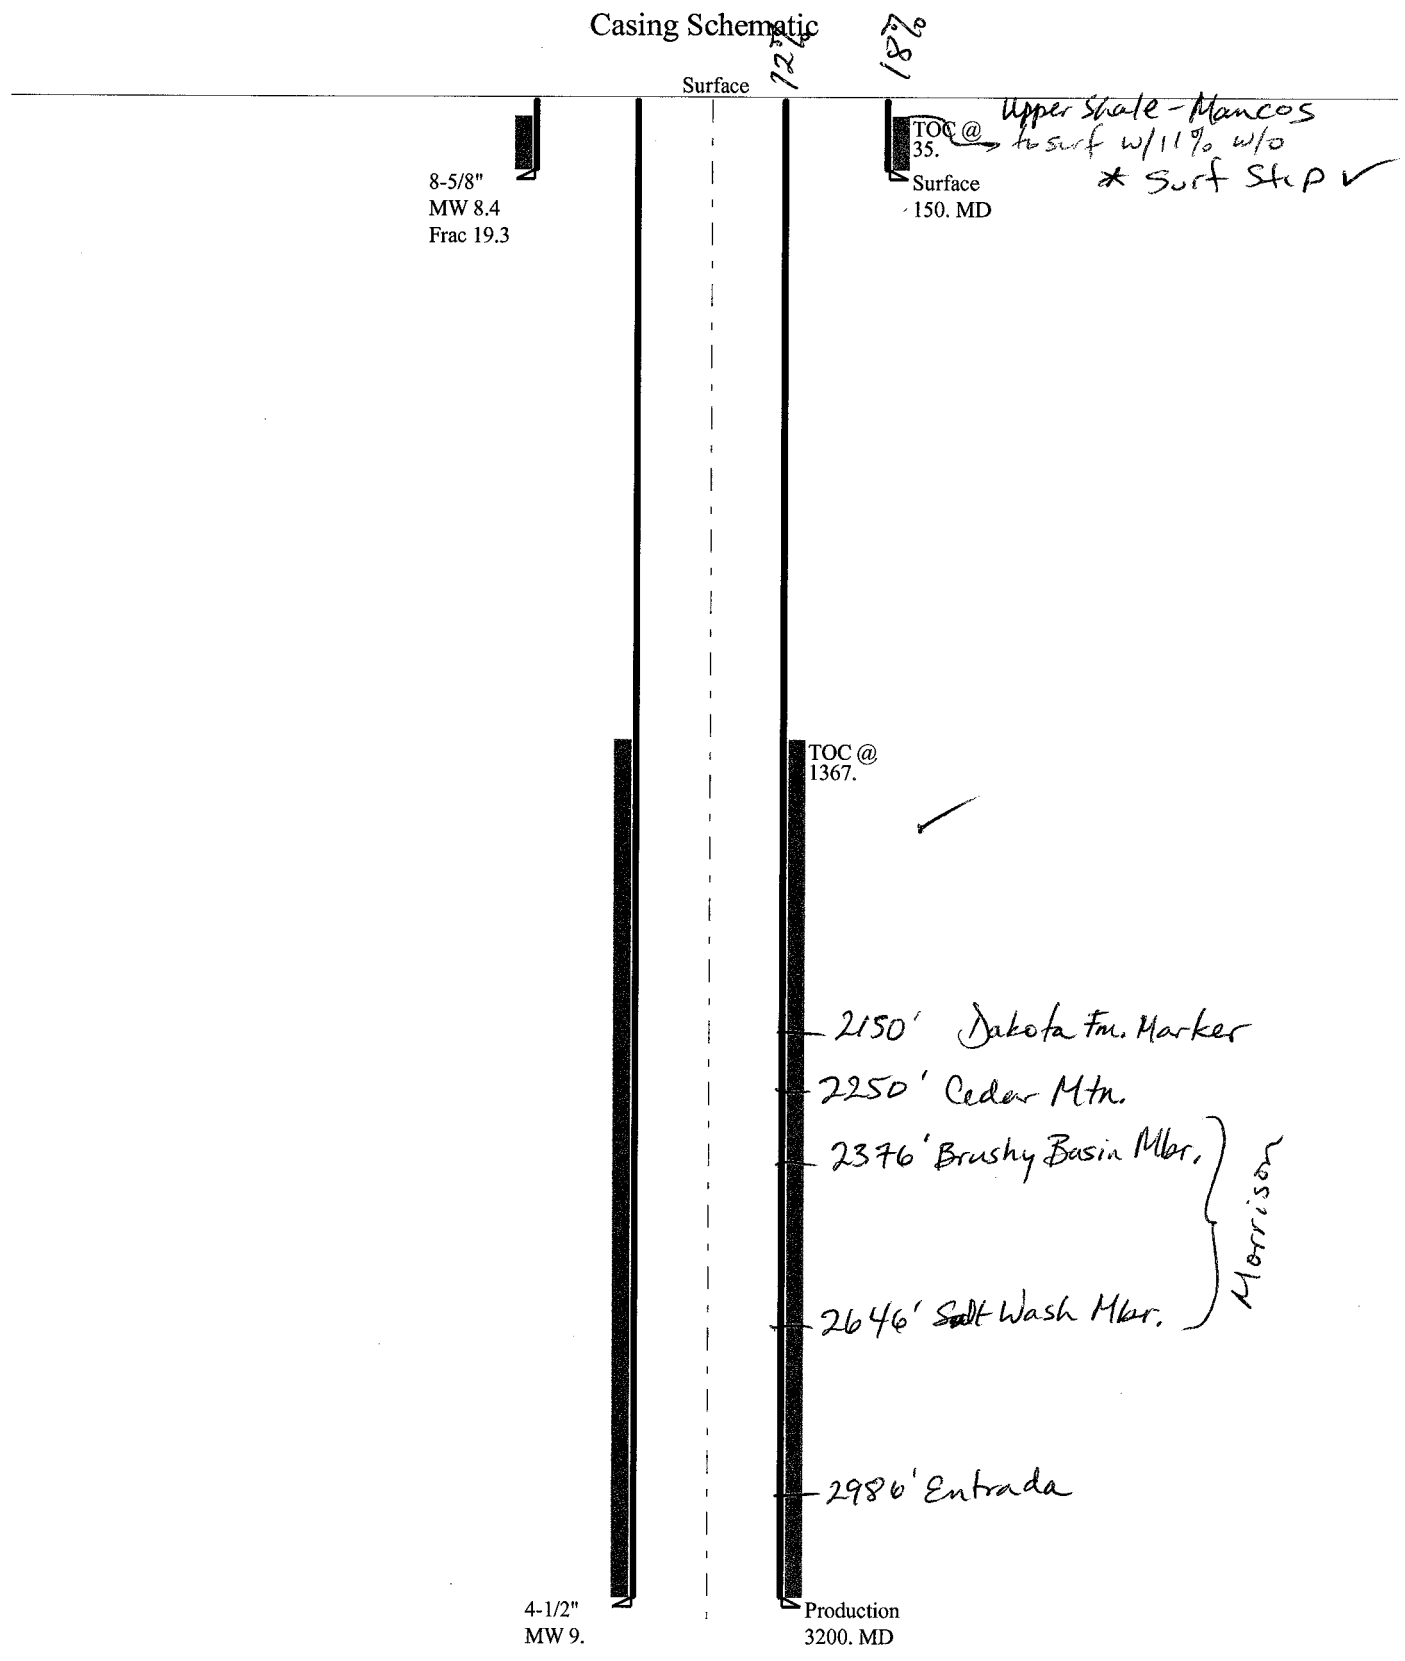 Casing Schematic
12%
18%
Surface
Upper Shale - Mancos
TOC @
35.
to surf w/11% w/o
* Surf Stip ✓
8-5/8"
MW 8.4
Frac 19.3
Surface
150. MD
TOC @
1367.
✓
2150' Dakota Fm. Marker
2250' Cedar Mtn.
2376' Brushy Basin Mbr.
Morrison
2646' Salt Wash Mbr.
2986' Entrada
4-1/2"
MW 9.
Production
3200. MD